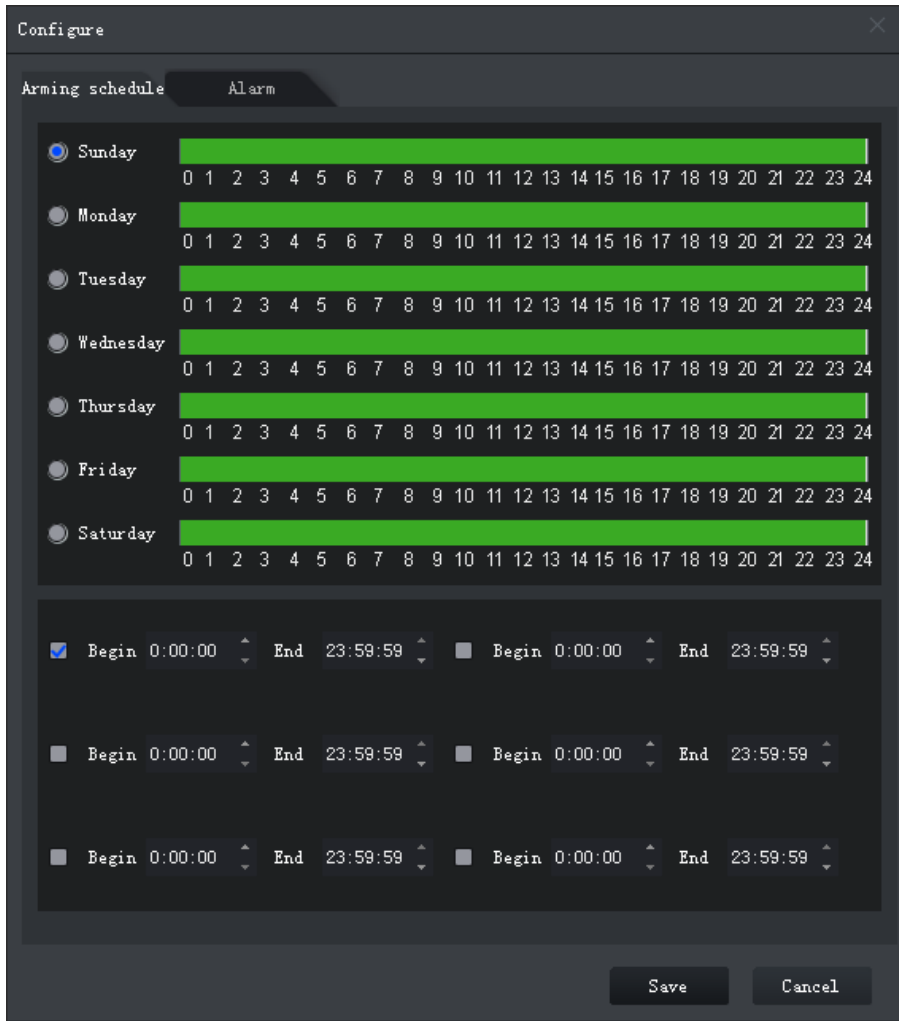 Configure
Arming schedule Alarm
Sunday
0 1 2 3 4 5 6 7 8 9 10 11 12 13 14 15 16 17 18 19 20 21 22 23 24
Monday
0 1 2 3 4 5 6 7 8 9 10 11 12 13 14 15 16 17 18 19 20 21 22 23 24
Tuesday
0 1 2 3 4 5 6 7 8 9 10 11 12 13 14 15 16 17 18 19 20 21 22 23 24
Wednesday
0 1 2 3 4 5 6 7 8 9 10 11 12 13 14 15 16 17 18 19 20 21 22 23 24
Thursday
0 1 2 3 4 5 6 7 8 9 10 11 12 13 14 15 16 17 18 19 20 21 22 23 24
Friday
0 1 2 3 4 5 6 7 8 9 10 11 12 13 14 15 16 17 18 19 20 21 22 23 24
Saturday
0 1 2 3 4 5 6 7 8 9 10 11 12 13 14 15 16 17 18 19 20 21 22 23 24
Begin 0:00:00 End 23:59:59 Begin 0:00:00 End 23:59:59
Begin 0:00:00 End 23:59:59 Begin 0:00:00 End 23:59:59
Begin 0:00:00 End 23:59:59 Begin 0:00:00 End 23:59:59
Save Cancel